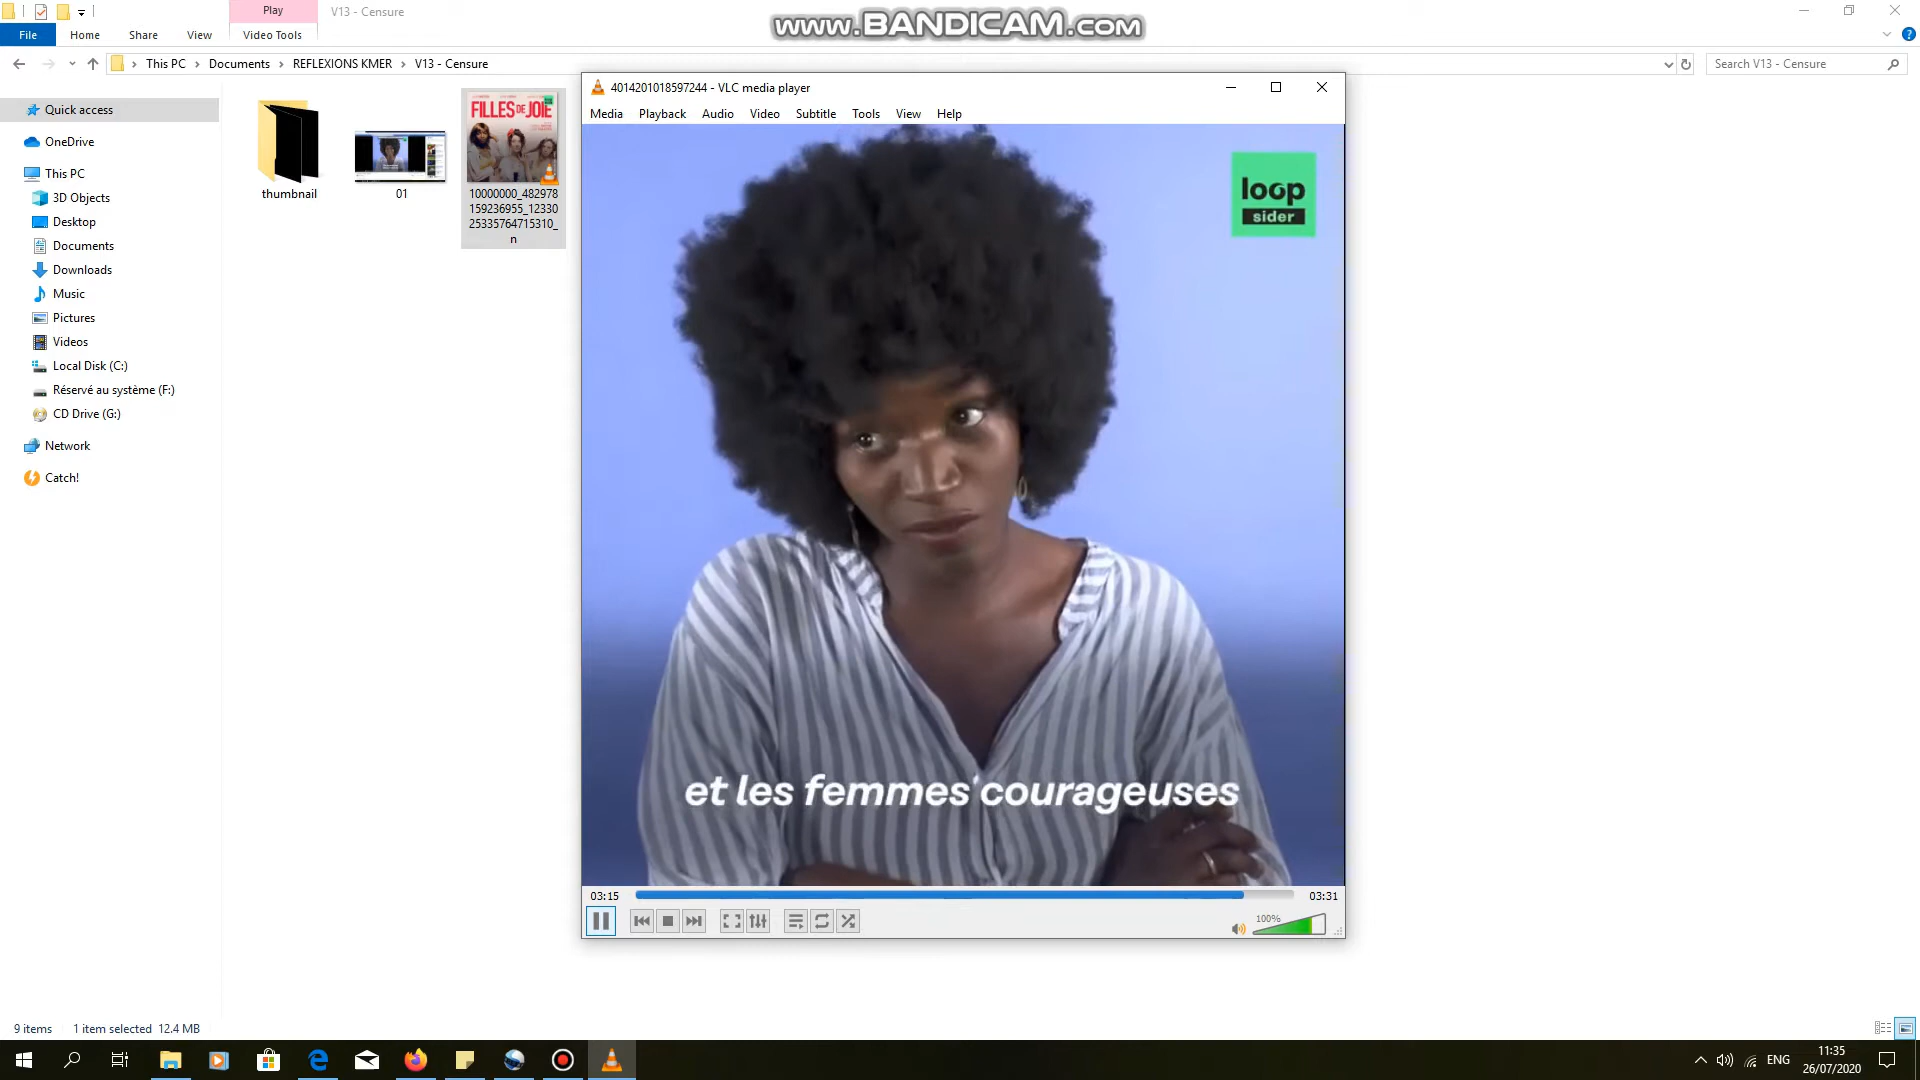 Play
V13 - Censure
www.BANDICAM.com
File
Home
Share
View
Video Tools
This PC
Documents
REFLEXIONS KMER
V13 - Censure
Search V13 - Censure
Quick access
OneDrive
This PC
3D Objects
Desktop
Documents
Downloads
Music
Pictures
Videos
Local Disk (C:)
Réservé au système (F:)
CD Drive (G:)
Network
Catch!
thumbnail
01
FILLES DE JOIE
10000000_482978
159236955_12330
25335764715310_
n
4014201018597244 - VLC media player
Media
Playback
Audio
Video
Subtitle
Tools
View
Help
loop
sider
et les femmes courageuses
03:15
03:31
100%
9 items
1 item selected
12.4 MB
ENG
11:35
26/07/2020